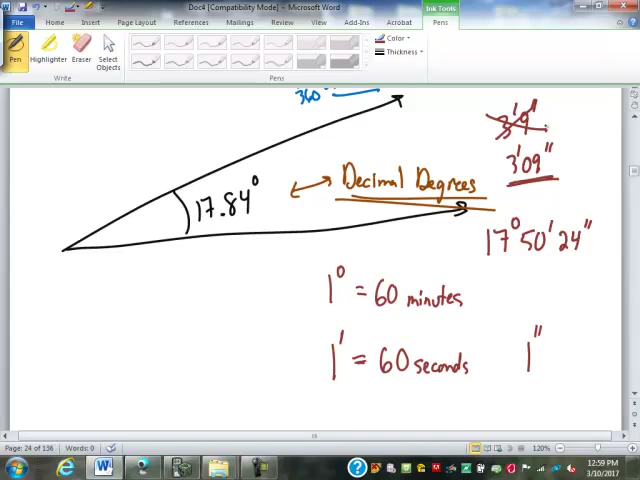 Doc4 [Compatibility Mode] - Microsoft Word
Ink Tools
File Home Insert Page Layout References Mailings Review View Add-Ins Acrobat Pens
Pen Highlighter Eraser Select Objects
Color
Thickness
Write Pens
360°
3'9"
3'09"
17.84°
Decimal Degrees
17°50'24"
1° = 60 minutes
1' = 60 seconds 1"
Page: 24 of 136 Words: 0 120%
12:59 PM
3/10/2017